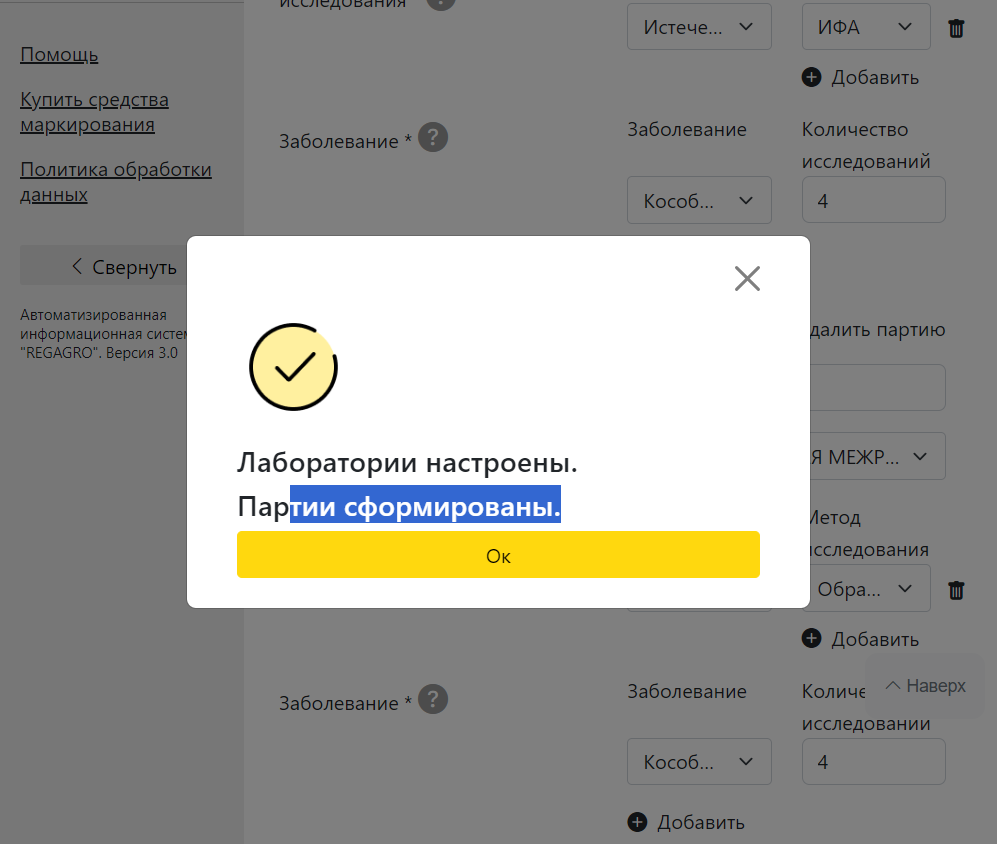 исследования
?
Истече...
ИФА
Добавить
Помощь
Купить средства
маркирования
Политика обработки
данных
Заболевание * ?
Заболевание
Количество
исследований
Кособ...
4
Свернуть
Автоматизированная
информационная систем
"REGAGRO". Версия 3.0
далить партию
Лаборатории настроены.
Партии сформированы.
Ок
Я МЕЖР...
Метод
исследования
Обра...
Добавить
Наверх
Заболевание * ?
Заболевание
Количе
исследований
Кособ...
4
Добавить